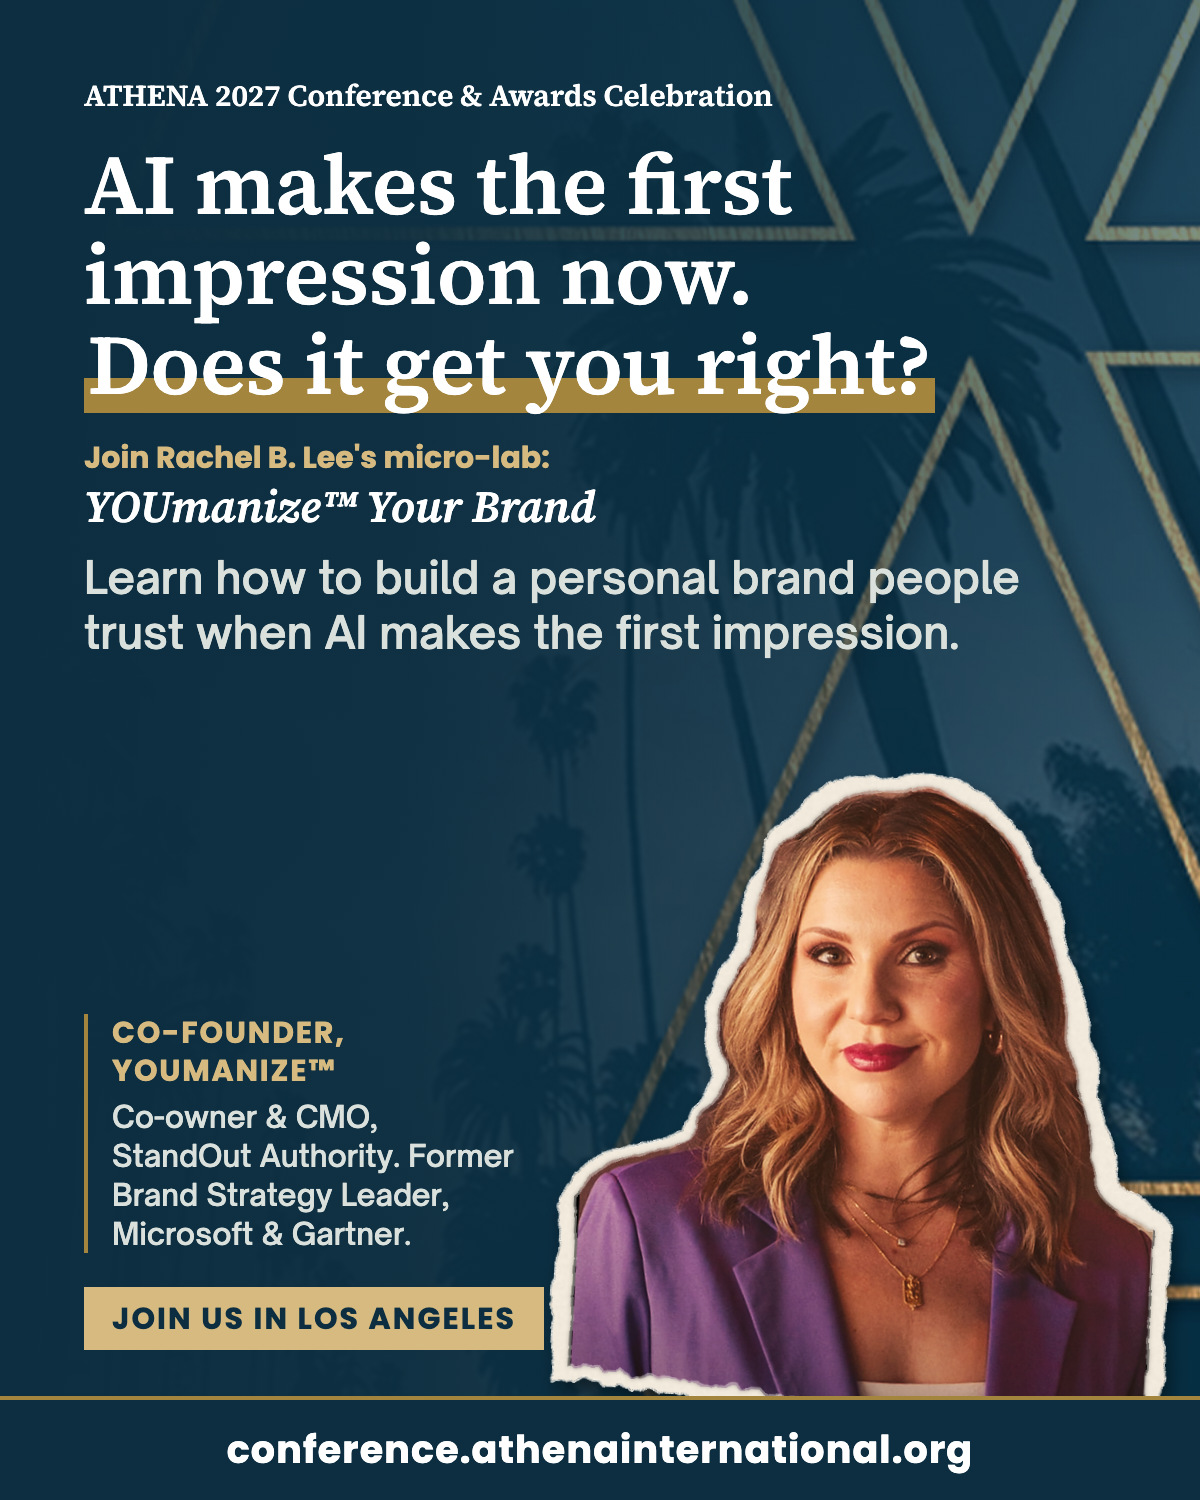 ATHENA 2027 Conference & Awards Celebration
AI makes the first
impression now.
Does it get you right?
Join Rachel B. Lee's micro-lab:
YOUmanize™ Your Brand
Learn how to build a personal brand people
trust when AI makes the first impression.
CO-FOUNDER,
YOUMANIZE™
Co-owner & CMO,
StandOut Authority. Former
Brand Strategy Leader,
Microsoft & Gartner.
JOIN US IN LOS ANGELES
conference.athenainternational.org